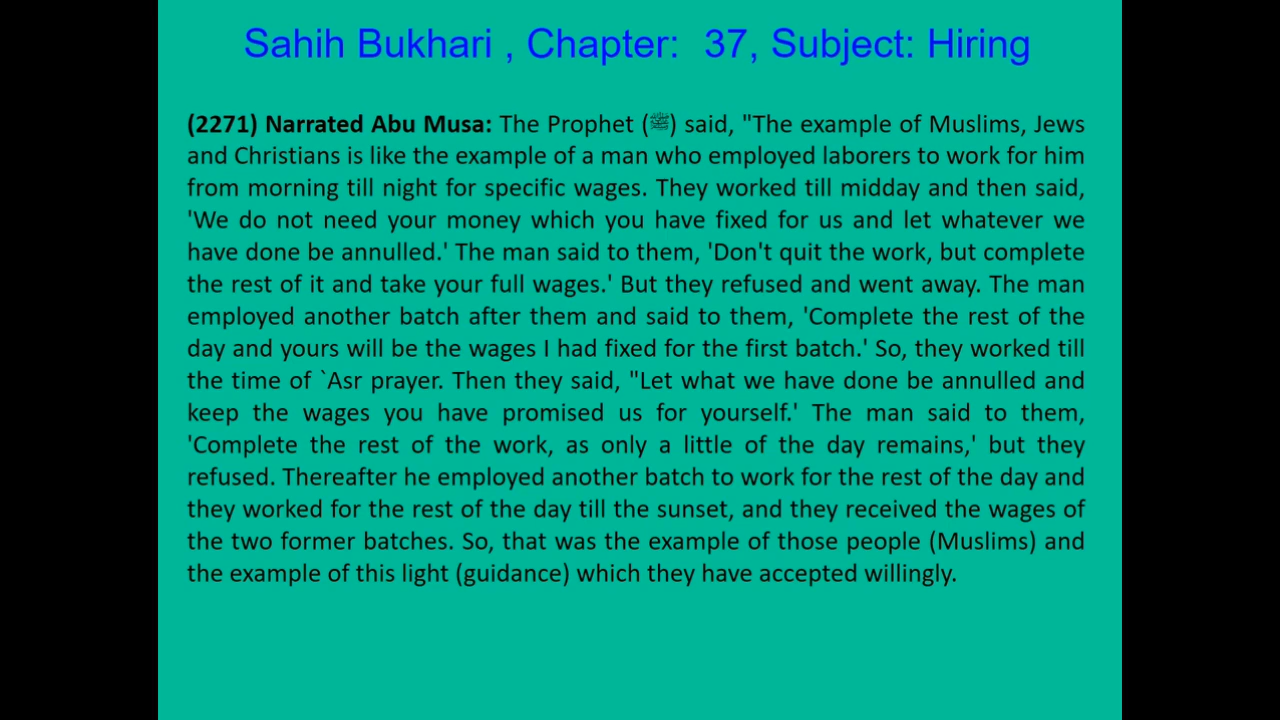 Sahih Bukhari , Chapter:  37, Subject: Hiring
(2271) Narrated Abu Musa: The Prophet (ﷺ) said, "The example of Muslims, Jews
and Christians is like the example of a man who employed laborers to work for him
from morning till night for specific wages. They worked till midday and then said,
'We do not need your money which you have fixed for us and let whatever we
have done be annulled.' The man said to them, 'Don't quit the work, but complete
the rest of it and take your full wages.' But they refused and went away. The man
employed another batch after them and said to them, 'Complete the rest of the
day and yours will be the wages I had fixed for the first batch.' So, they worked till
the time of `Asr prayer. Then they said, "Let what we have done be annulled and
keep the wages you have promised us for yourself.' The man said to them,
'Complete the rest of the work, as only a little of the day remains,' but they
refused. Thereafter he employed another batch to work for the rest of the day and
they worked for the rest of the day till the sunset, and they received the wages of
the two former batches. So, that was the example of those people (Muslims) and
the example of this light (guidance) which they have accepted willingly.